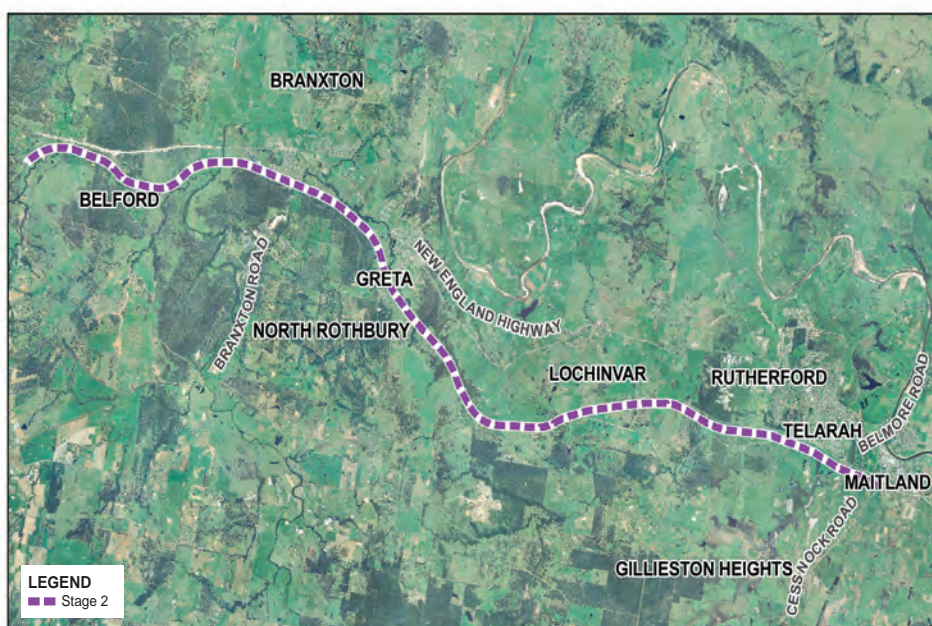 BRANXTON
BELFORD
BRANXTON ROAD
GRETA
NEW ENGLAND HIGHWAY
NORTH ROTHBURY
LOCHINVAR
RUTHERFORD
BELMORE ROAD
TELARAH
MAITLAND
GILLIESTON HEIGHTS
CESSNOCK ROAD
LEGEND
Stage 2